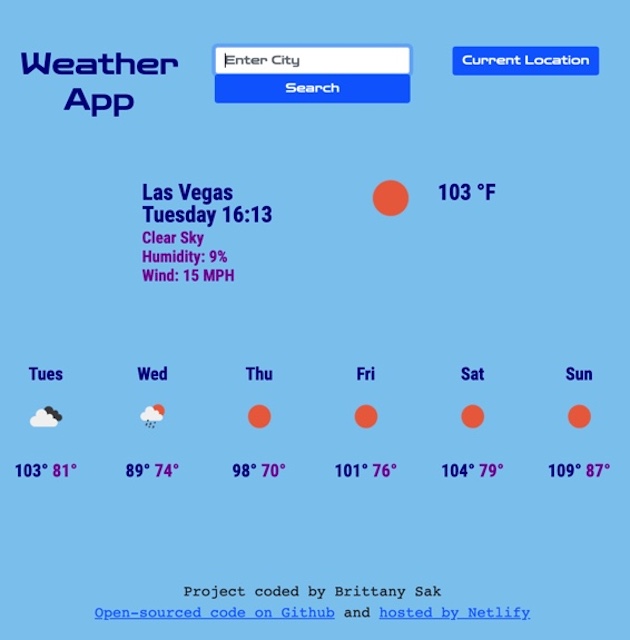 Weather
App
Enter City
Search
Current Location
Las Vegas
Tuesday 16:13
Clear Sky
Humidity: 9%
Wind: 15 MPH
103 °F
Tues Wed Thu Fri Sat Sun
103° 81° 89° 74° 98° 70° 101° 76° 104° 79° 109° 87°
Project coded by Brittany Sak
Open-sourced code on Github and hosted by Netlify